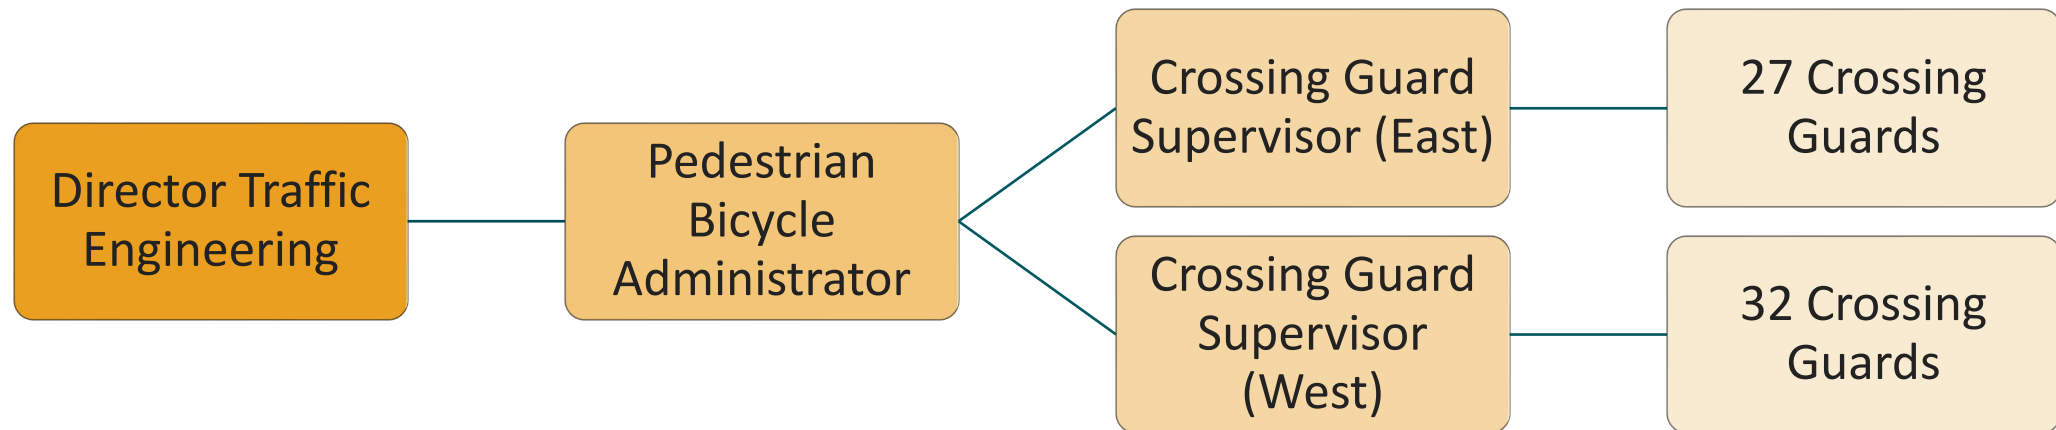 Director Traffic
Engineering
Pedestrian
Bicycle
Administrator
Crossing Guard
Supervisor (East)
27 Crossing
Guards
Crossing Guard
Supervisor
(West)
32 Crossing
Guards